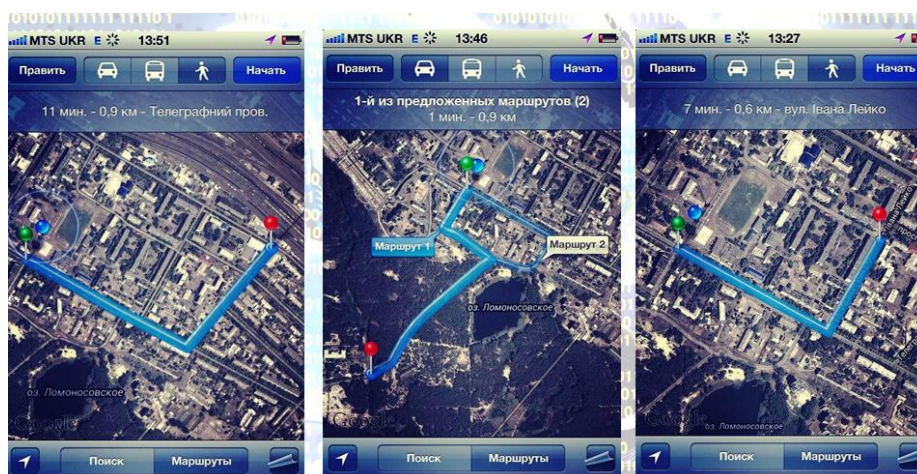 MTS UKR E 13:51
Править
Начать
11 мин. - 0,9 км - Телеграфний пров.
оз. Ломоносовское
Google
Поиск
Маршруты
MTS UKR E 13:46
Править
Начать
1-й из предложенных маршрутов (2)
1 мин. - 0,9 км
Маршрут 1
Маршрут 2
оз. Ломоносовское
Google
Поиск
Маршруты
MTS UKR E 13:27
Править
Начать
7 мин. - 0,6 км - вул. Івана Лейко
оз. Ломоносовское
Google
Поиск
Маршруты